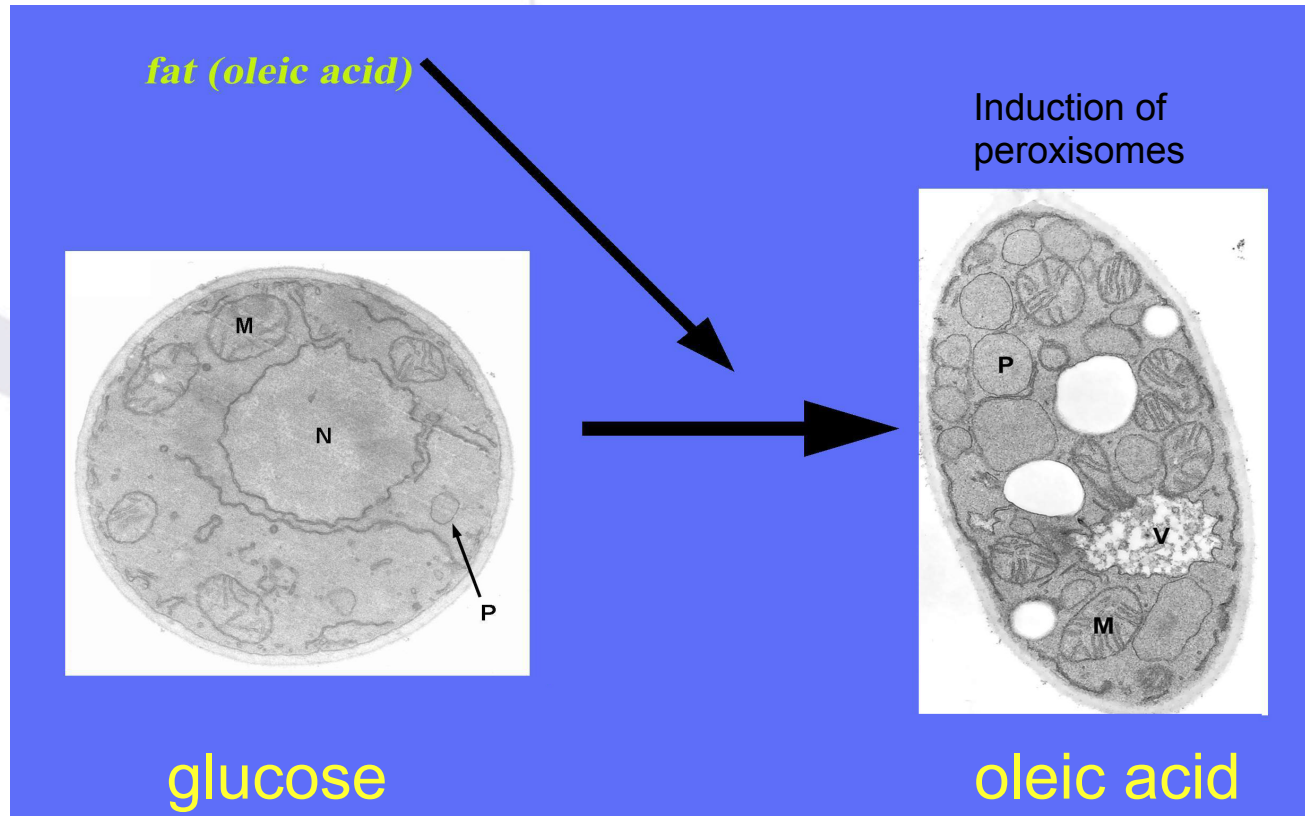 fat (oleic acid)
Induction of
peroxisomes
M
N
P
P
V
M
glucose
oleic acid